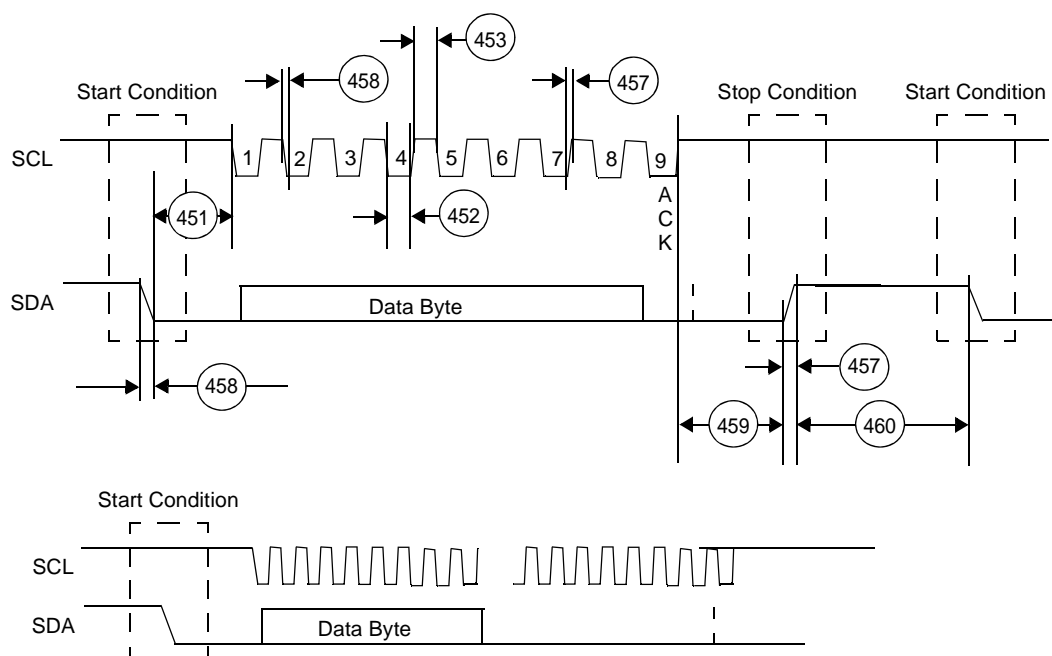 453
458
457
Start Condition
Stop Condition
Start Condition
SCL
1 2 3 4 5 6 7 8 9
A
C
K
451
452
SDA
Data Byte
458
457
459
460
Start Condition
SCL
SDA
Data Byte